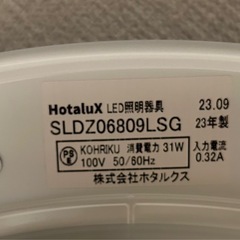 HotaluX LED照明器具 23.09
SLDZ06809LSG 23年製
PSE KOHRIKU 消費電力 31W 入力電流
100V 50/60Hz 0.32A
株式会社ホタルクス